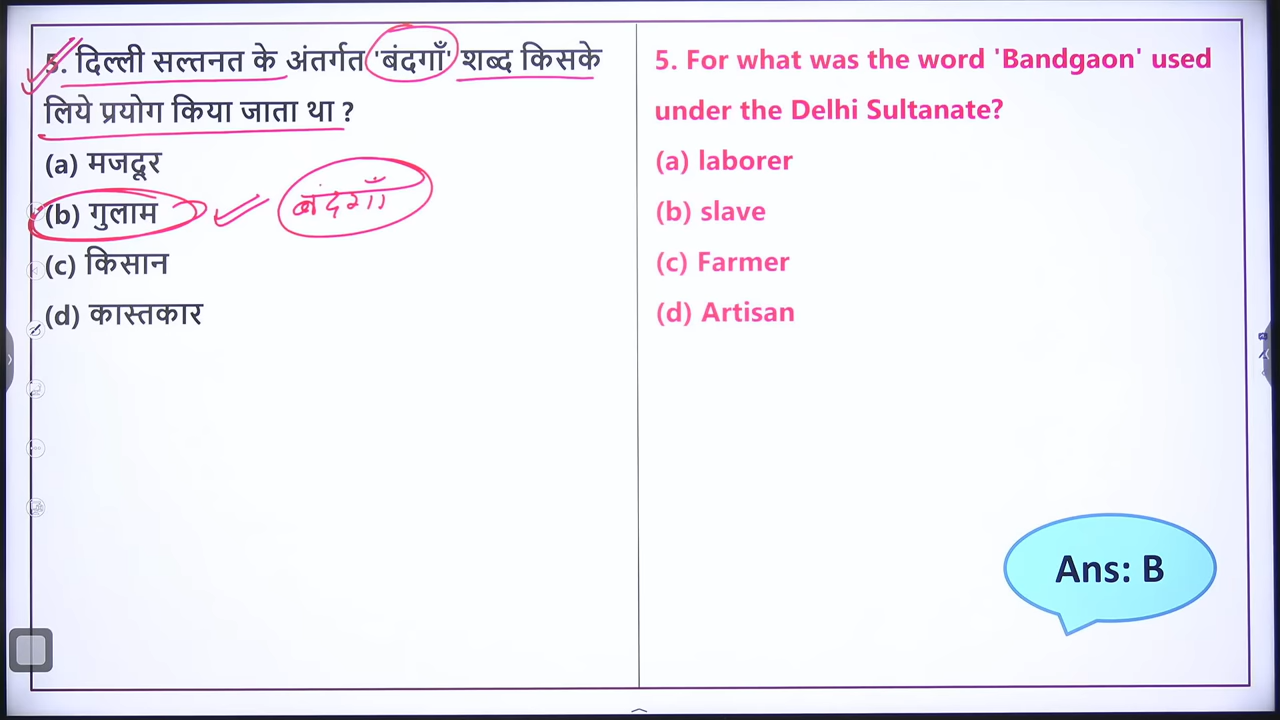 5. दिल्ली सल्तनत के अंतर्गत 'बंदगाँ' शब्द किसके
लिये प्रयोग किया जाता था ?
(a) मजदूर
(b) गुलाम
बंदगाँ
(c) किसान
(d) कास्तकार
5. For what was the word 'Bandgaon' used
under the Delhi Sultanate?
(a) laborer
(b) slave
(c) Farmer
(d) Artisan
Ans: B